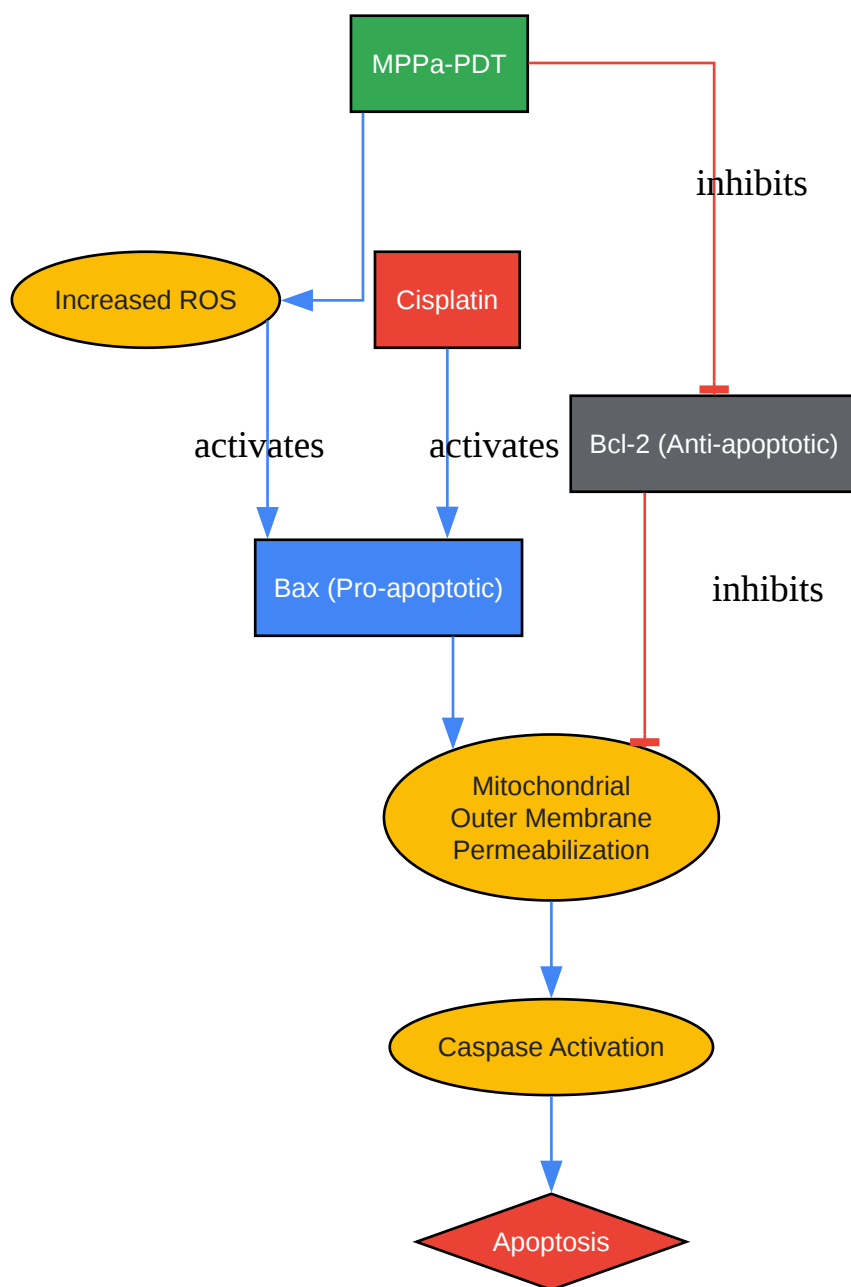 MPPa-PDT
inhibits
Increased ROS
Cisplatin
activates
activates
Bcl-2 (Anti-apoptotic)
Bax (Pro-apoptotic)
inhibits
Mitochondrial
Outer Membrane
Permeabilization
Caspase Activation
Apoptosis